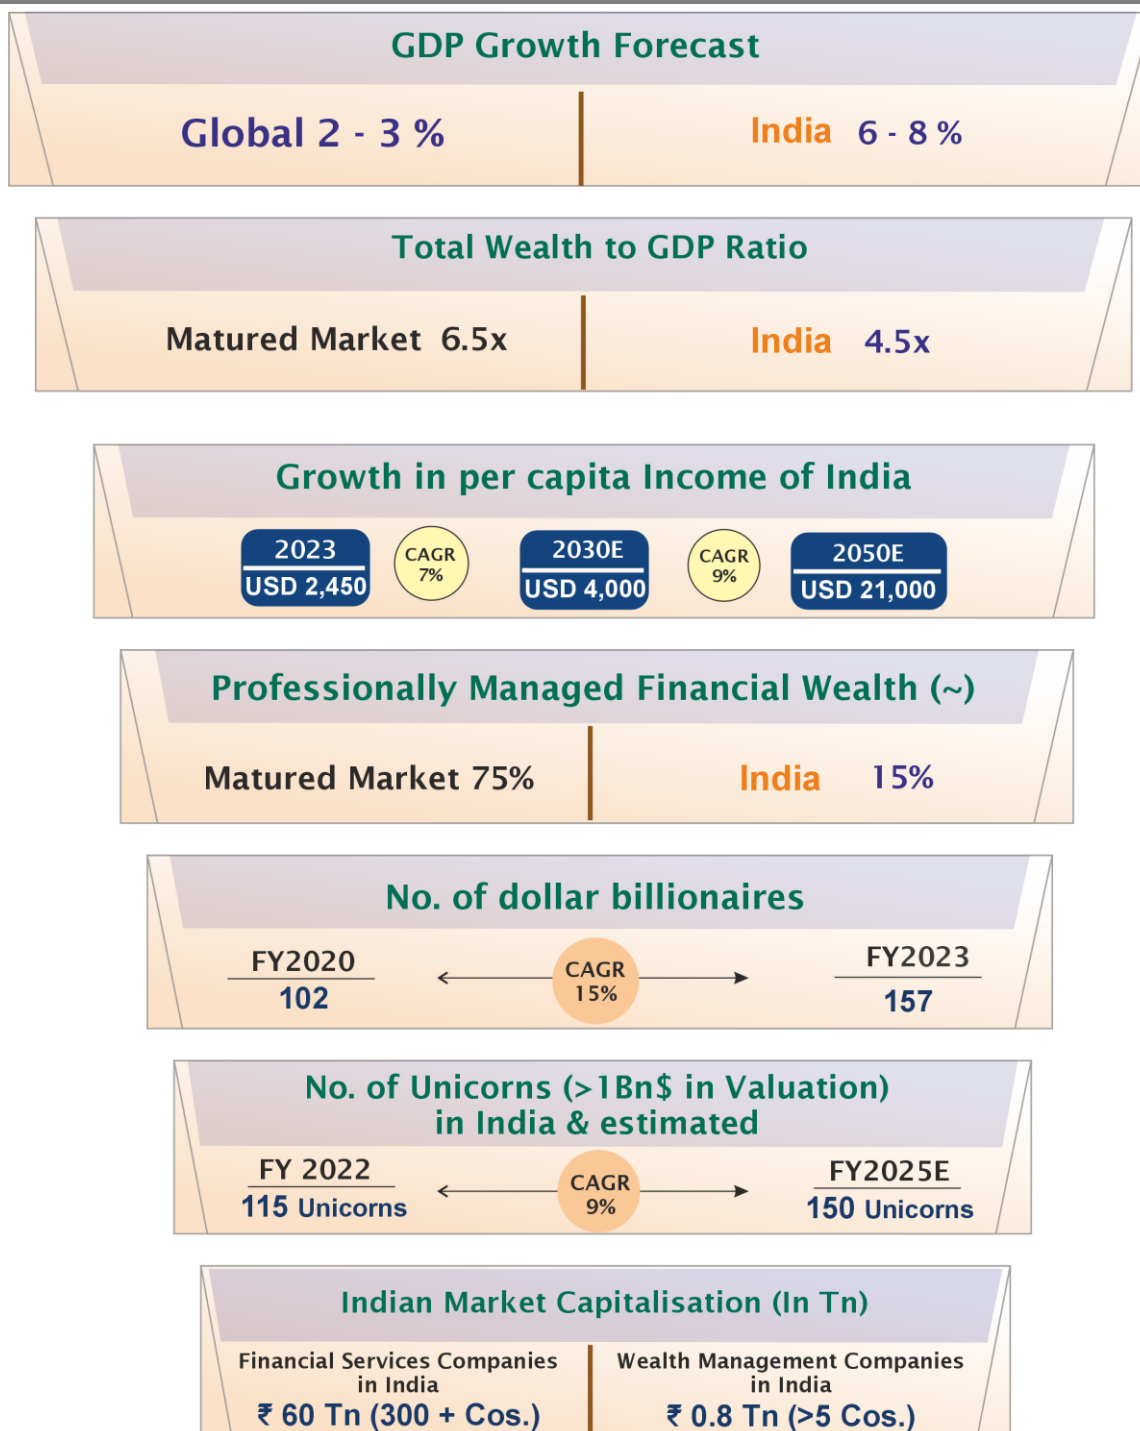 GDP Growth Forecast
Global 2 - 3 %
India 6 - 8 %
Total Wealth to GDP Ratio
Matured Market 6.5x
India 4.5x
Growth in per capita Income of India
2023
USD 2,450
CAGR
7%
2030E
USD 4,000
CAGR
9%
2050E
USD 21,000
Professionally Managed Financial Wealth (~)
Matured Market 75%
India 15%
No. of dollar billionaires
FY2020
102
CAGR
15%
FY2023
157
No. of Unicorns (>1Bn$ in Valuation)
in India & estimated
FY 2022
115 Unicorns
CAGR
9%
FY2025E
150 Unicorns
Indian Market Capitalisation (In Tn)
Financial Services Companies
in India
₹ 60 Tn (300 + Cos.)
Wealth Management Companies
in India
₹ 0.8 Tn (>5 Cos.)